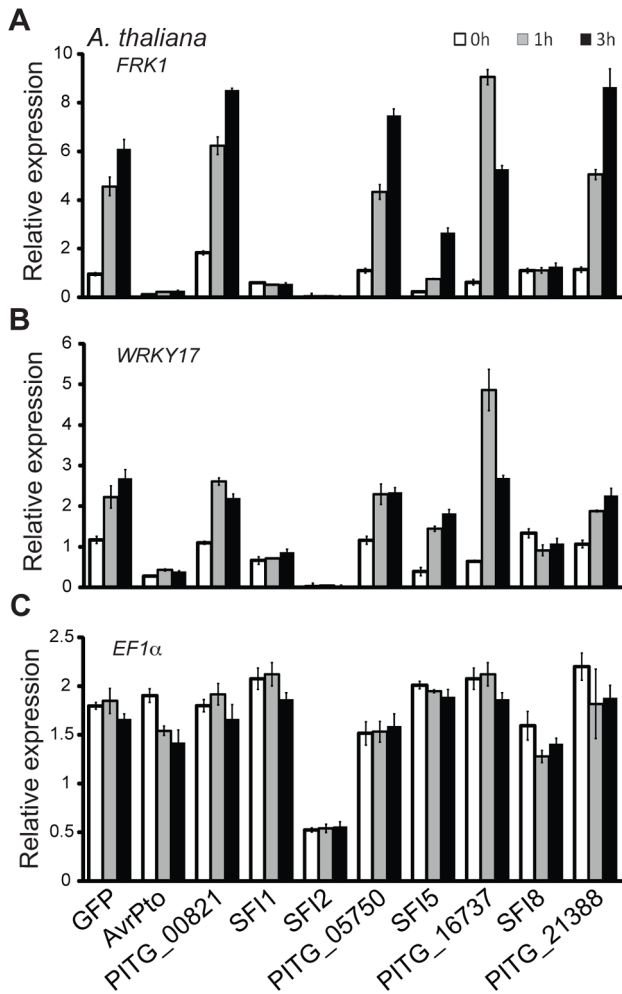 A
A. thaliana
FRK1
0h 1h 3h
Relative expression
10
8
6
4
2
0
B
WRKY17
Relative expression
6
5
4
3
2
1
0
C
EF1α
Relative expression
2.5
2
1.5
1
0.5
0
GFP
AvrPto
PITG_00821
SFI1
SFI2
PITG_05750
SFI5
PITG_16737
SFI8
PITG_21388